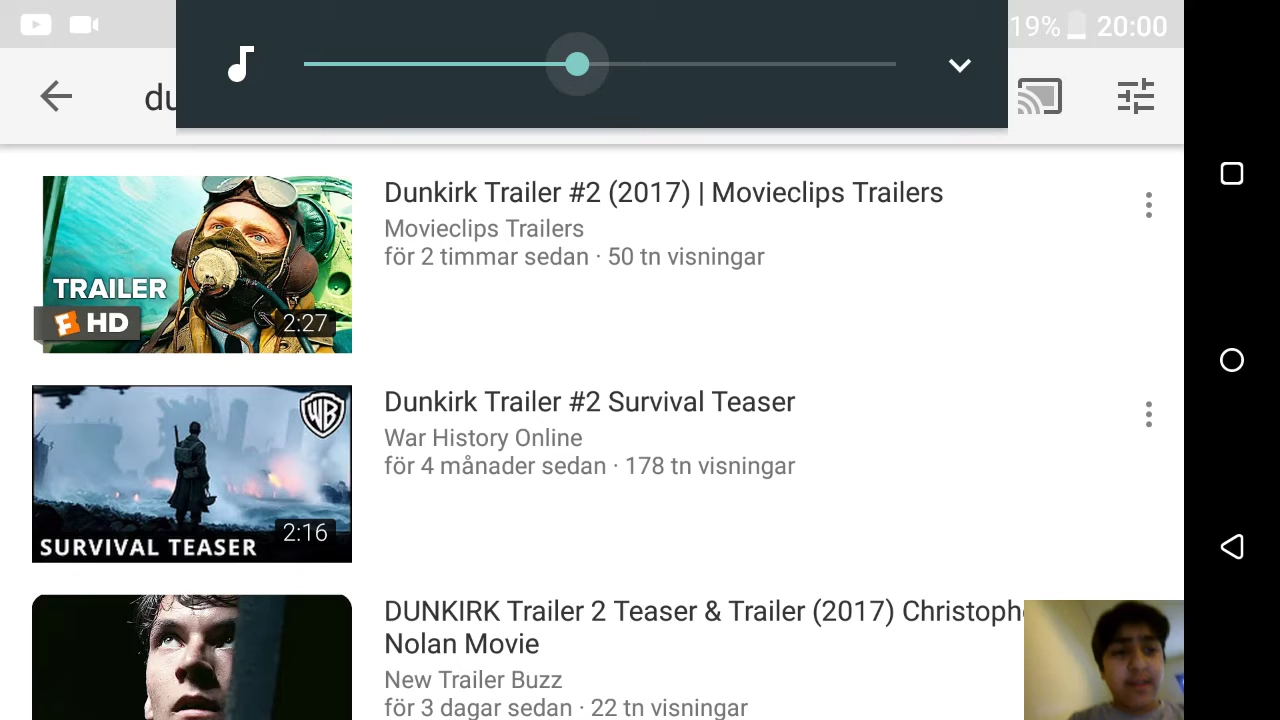 19% 20:00
du
Dunkirk Trailer #2 (2017) | Movieclips Trailers
Movieclips Trailers
för 2 timmar sedan · 50 tn visningar
TRAILER
F HD
2:27
Dunkirk Trailer #2 Survival Teaser
War History Online
för 4 månader sedan · 178 tn visningar
WB
2:16
SURVIVAL TEASER
DUNKIRK Trailer 2 Teaser & Trailer (2017) Christoph
Nolan Movie
New Trailer Buzz
för 3 dagar sedan · 22 tn visningar